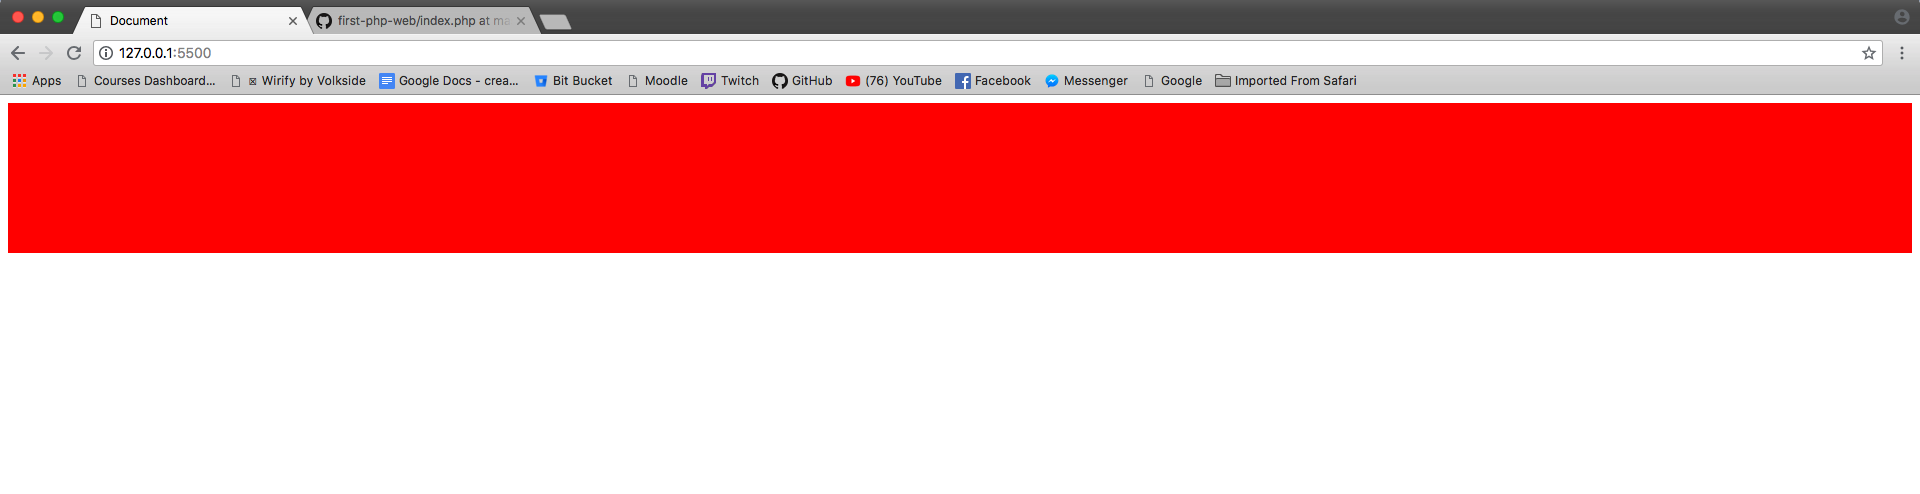 Document
first-php-web/index.php at ma
127.0.0.1:5500
Apps Courses Dashboard... Wirify by Volkside Google Docs - crea... Bit Bucket Moodle Twitch GitHub (76) YouTube Facebook Messenger Google Imported From Safari